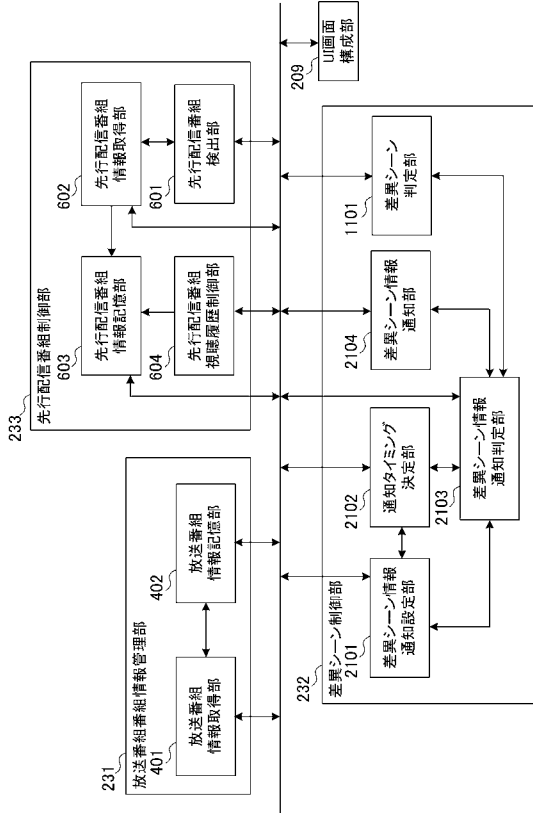 231
放送番組番組情報管理部
401
放送番組
情報取得部
402
放送番組
情報記憶部
233
先行配信番組制御部
603
先行配信番組
情報記憶部
602
先行配信番組
情報取得部
604
先行配信番組
視聴履歴制御部
601
先行配信番組
検出部
232
差異シーン制御部
2101
差異シーン情報
通知設定部
2102
通知タイミング
決定部
2104
差異シーン情報
通知部
1101
差異シーン
判定部
2103
差異シーン情報
通知判定部
209
UI画面
構成部